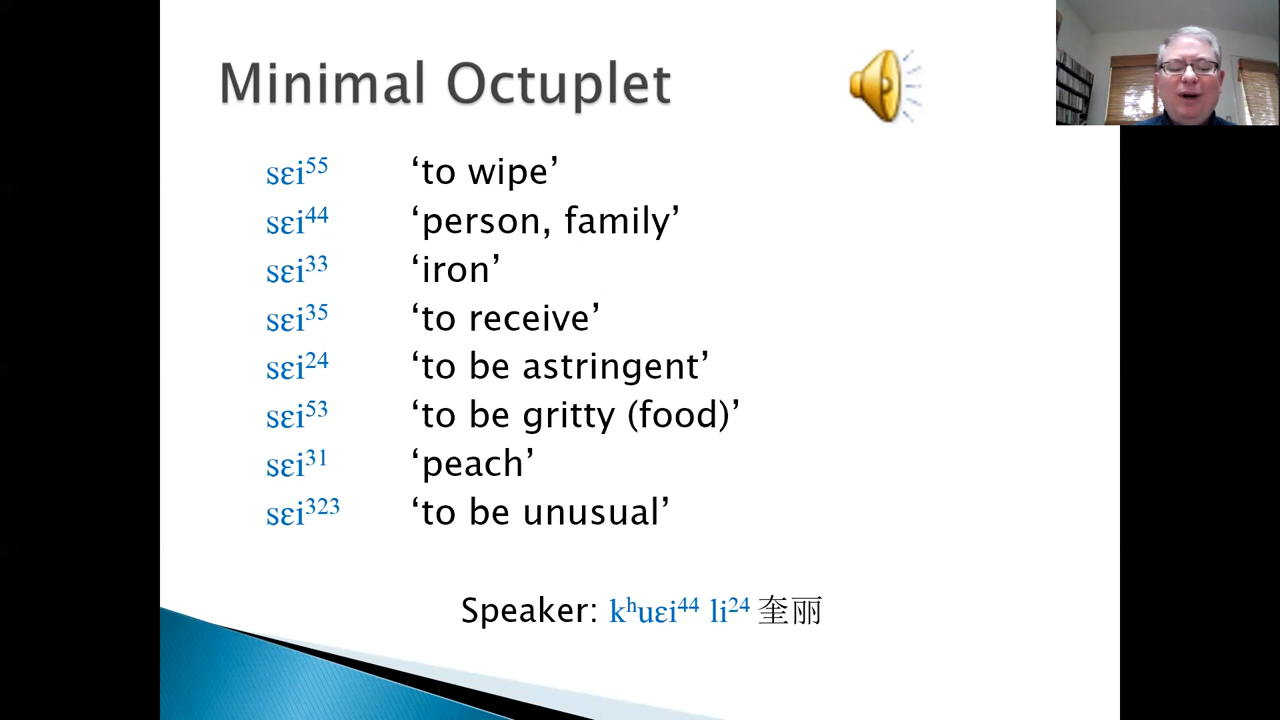 Minimal Octuplet
sɛi⁵⁵ ‘to wipe’
sɛi⁴⁴ ‘person, family’
sɛi³³ ‘iron’
sɛi³⁵ ‘to receive’
sɛi²⁴ ‘to be astringent’
sɛi⁵³ ‘to be gritty (food)’
sɛi³¹ ‘peach’
sɛi³²³ ‘to be unusual’
Speaker: kʰuɛi⁴⁴ li²⁴ 奎丽